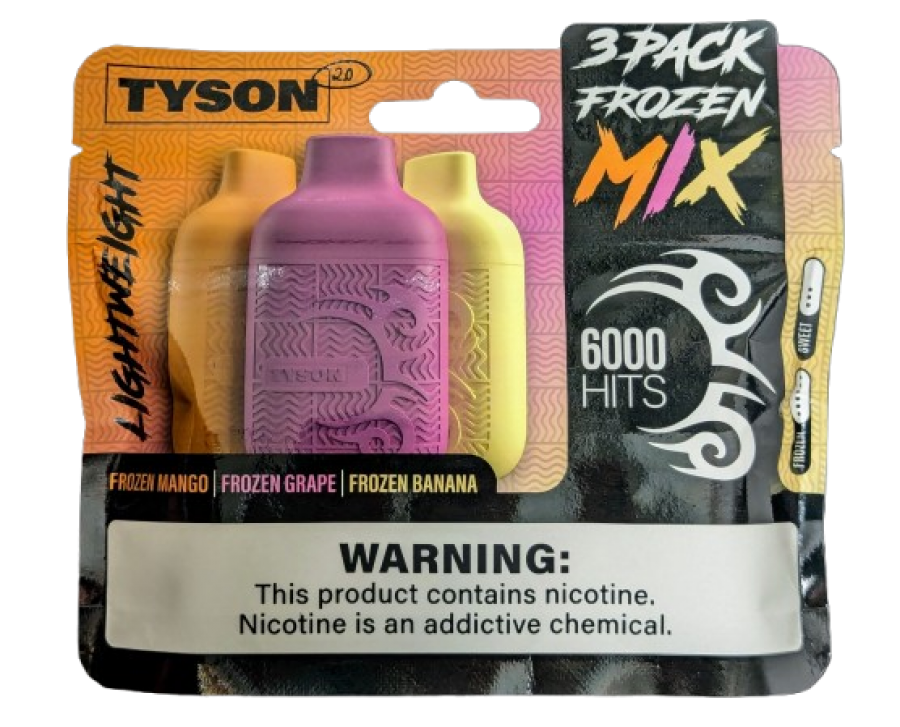 TYSON 2.0
3 PACK
FROZEN
MIX
LIGHTWEIGHT
TYSON
6000
HITS
SWEET
FROZEN
FROZEN MANGO | FROZEN GRAPE | FROZEN BANANA
WARNING:
This product contains nicotine.
Nicotine is an addictive chemical.